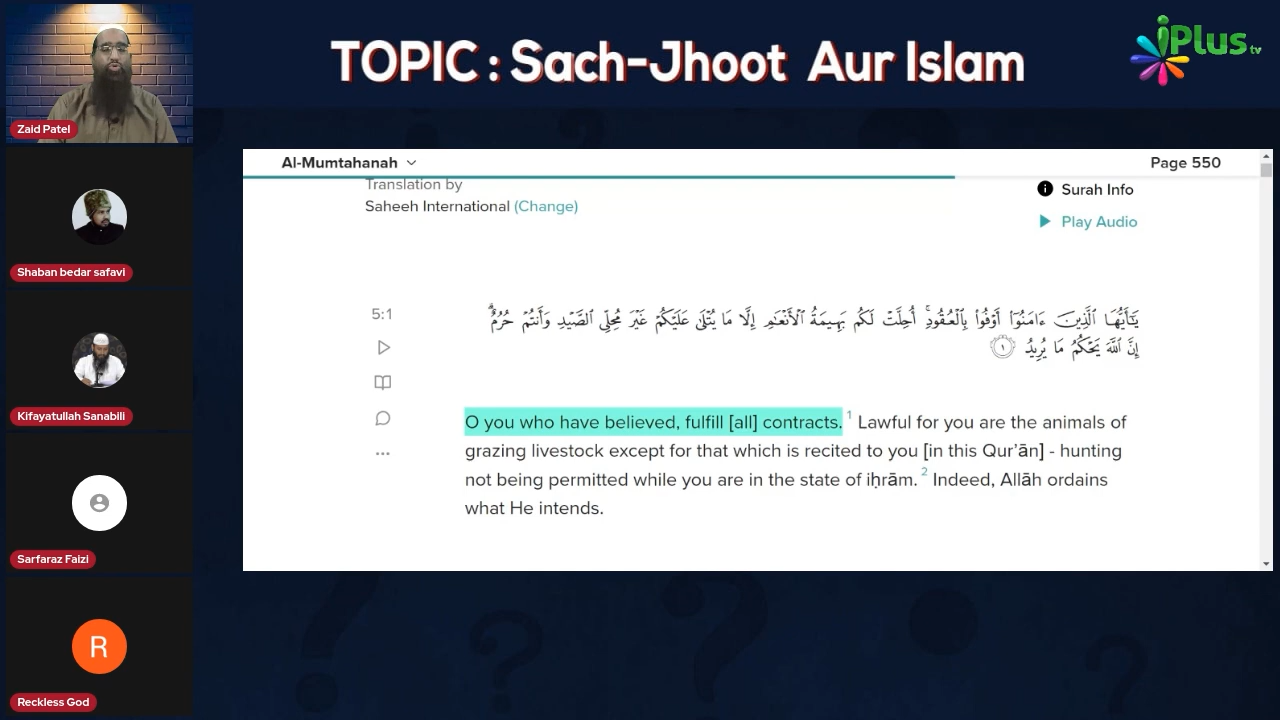 TOPIC : Sach-Jhoot Aur Islam
iPlus tv
Zaid Patel
Shaban bedar safavi
Kifayatullah Sanabili
Sarfaraz Faizi
R
Reckless God
Al-Mumtahanah
Page 550
Translation by
Saheeh International (Change)
Surah Info
Play Audio
5:1
يَـٰٓأَيُّهَا ٱلَّذِينَ ءَامَنُوٓا۟ أَوْفُوا۟ بِٱلْعُقُودِ ۚ أُحِلَّتْ لَكُم بَهِيمَةُ ٱلْأَنْعَـٰمِ إِلَّا مَا يُتْلَىٰ عَلَيْكُمْ غَيْرَ مُحِلِّى ٱلصَّيْدِ وَأَنتُمْ حُرُمٌ ۗ
إِنَّ ٱللَّهَ يَحْكُمُ مَا يُرِيدُ ١
O you who have believed, fulfill [all] contracts. 1 Lawful for you are the animals of
grazing livestock except for that which is recited to you [in this Qur’ān] - hunting
not being permitted while you are in the state of iḥrām. 2 Indeed, Allāh ordains
what He intends.